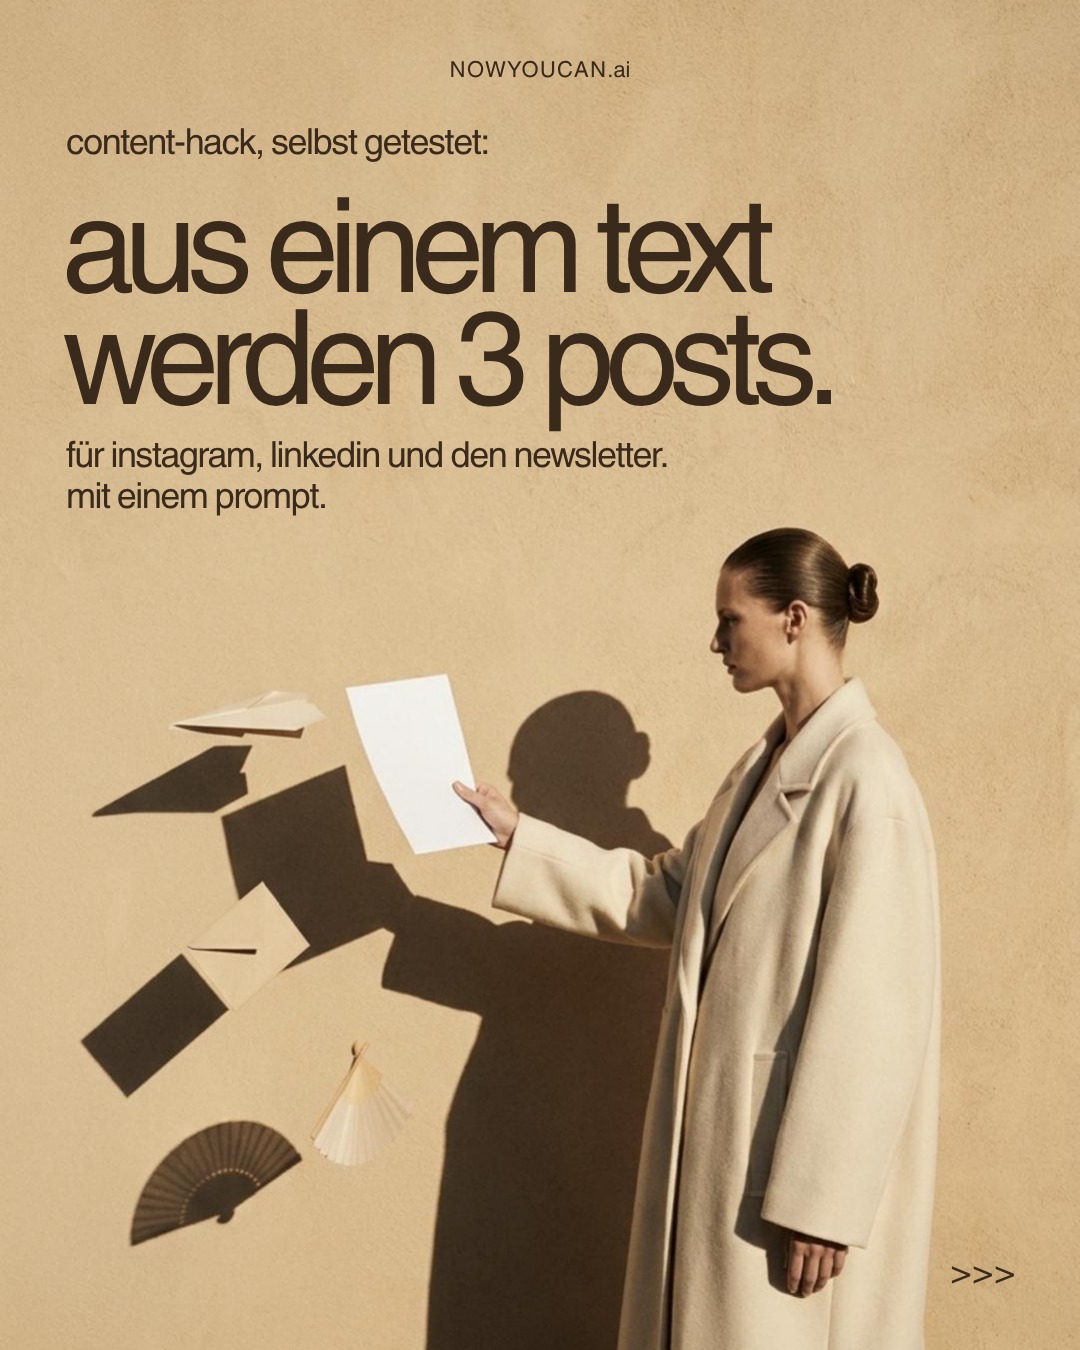 NOWYOUCAN.ai
content-hack, selbst getestet:
aus einem text
werden 3 posts.
für instagram, linkedin und den newsletter.
mit einem prompt.
>>>